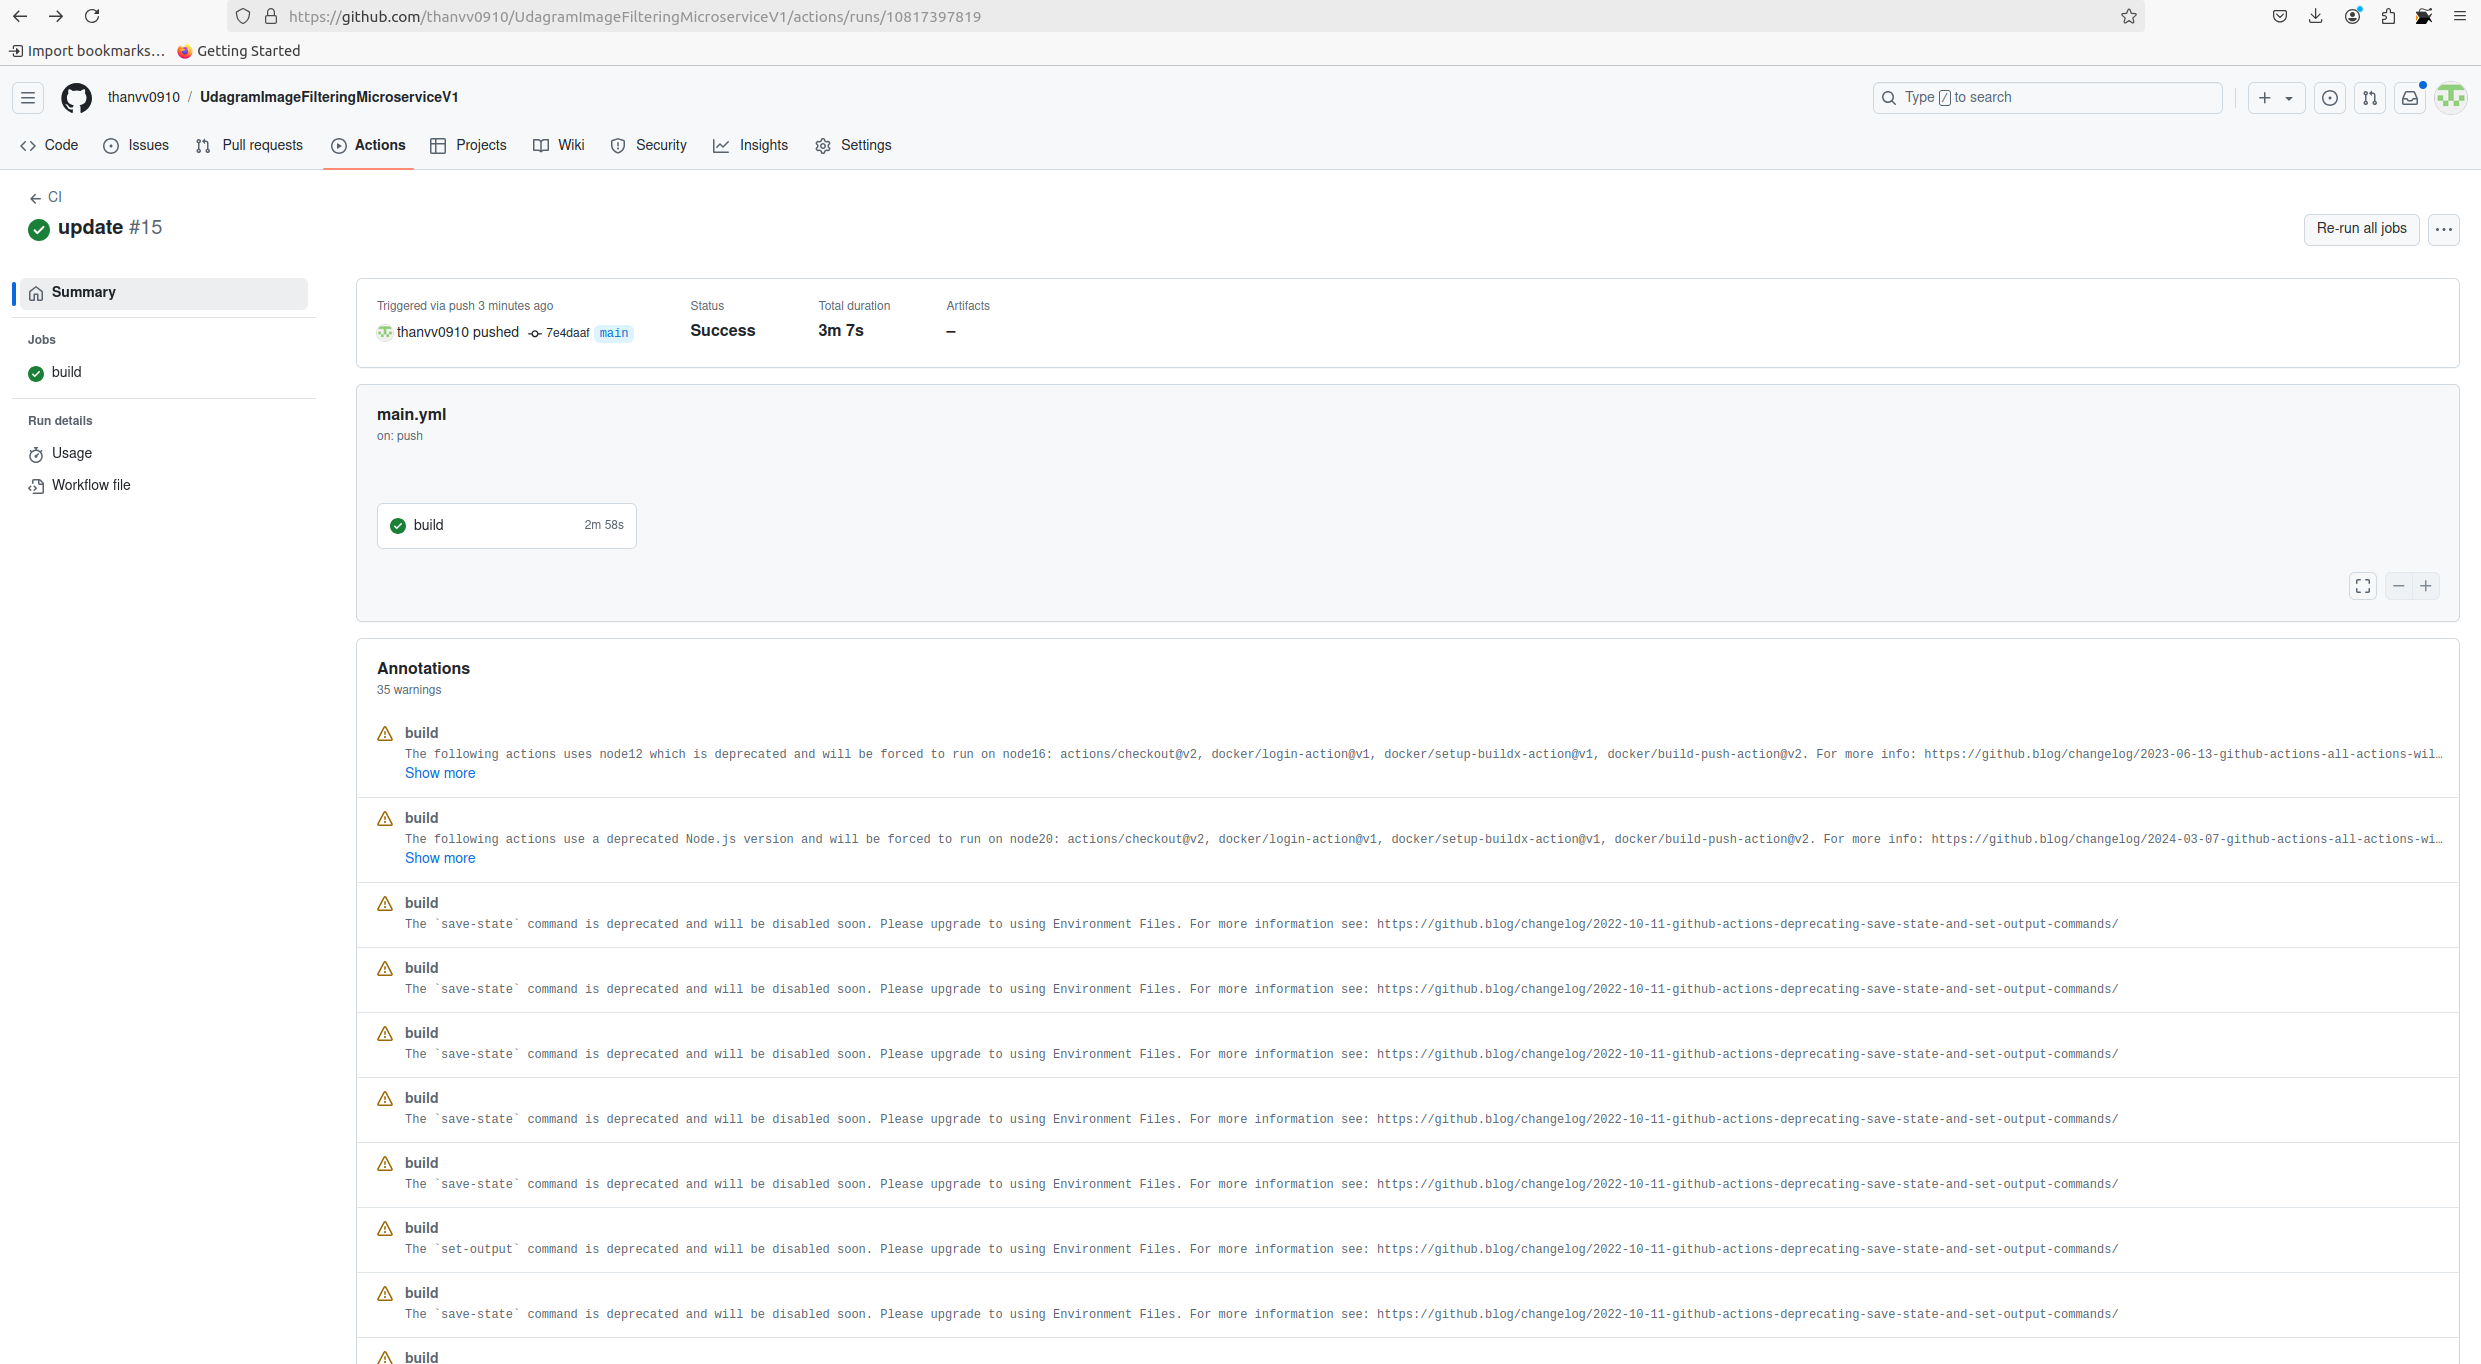 https://github.com/thanvv0910/UdagramImageFilteringMicroserviceV1/actions/runs/10817397819
Import bookmarks… Getting Started
thanvv0910 / UdagramImageFilteringMicroserviceV1 Type / to search
Code Issues Pull requests Actions Projects Wiki Security Insights Settings
CI
update #15
Re-run all jobs
Summary
Jobs
build
Run details
Usage
Workflow file
Triggered via push 3 minutes ago Status Total duration Artifacts
thanvv0910 pushed 7e4daaf main Success 3m 7s –
main.yml
on: push
build 2m 58s
Annotations
35 warnings
build
The following actions uses node12 which is deprecated and will be forced to run on node16: actions/checkout@v2, docker/login-action@v1, docker/setup-buildx-action@v1, docker/build-push-action@v2. For more info: https://github.blog/changelog/2023-06-13-github-actions-all-actions-wil…
Show more
build
The following actions use a deprecated Node.js version and will be forced to run on node20: actions/checkout@v2, docker/login-action@v1, docker/setup-buildx-action@v1, docker/build-push-action@v2. For more info: https://github.blog/changelog/2024-03-07-github-actions-all-actions-wi…
Show more
build
The `save-state` command is deprecated and will be disabled soon. Please upgrade to using Environment Files. For more information see: https://github.blog/changelog/2022-10-11-github-actions-deprecating-save-state-and-set-output-commands/
build
The `save-state` command is deprecated and will be disabled soon. Please upgrade to using Environment Files. For more information see: https://github.blog/changelog/2022-10-11-github-actions-deprecating-save-state-and-set-output-commands/
build
The `save-state` command is deprecated and will be disabled soon. Please upgrade to using Environment Files. For more information see: https://github.blog/changelog/2022-10-11-github-actions-deprecating-save-state-and-set-output-commands/
build
The `save-state` command is deprecated and will be disabled soon. Please upgrade to using Environment Files. For more information see: https://github.blog/changelog/2022-10-11-github-actions-deprecating-save-state-and-set-output-commands/
build
The `save-state` command is deprecated and will be disabled soon. Please upgrade to using Environment Files. For more information see: https://github.blog/changelog/2022-10-11-github-actions-deprecating-save-state-and-set-output-commands/
build
The `set-output` command is deprecated and will be disabled soon. Please upgrade to using Environment Files. For more information see: https://github.blog/changelog/2022-10-11-github-actions-deprecating-save-state-and-set-output-commands/
build
The `save-state` command is deprecated and will be disabled soon. Please upgrade to using Environment Files. For more information see: https://github.blog/changelog/2022-10-11-github-actions-deprecating-save-state-and-set-output-commands/
build